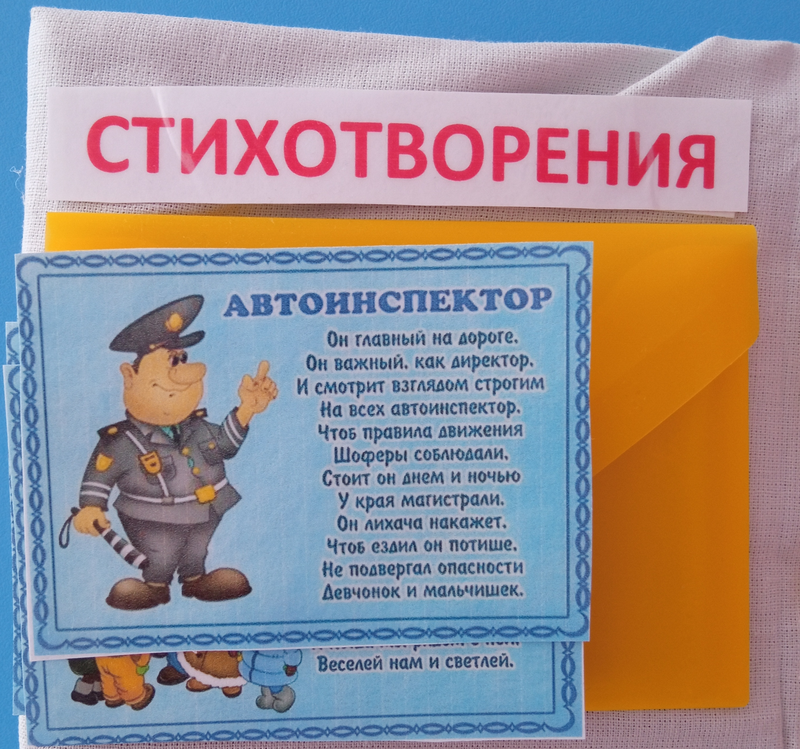 СТИХОТВОРЕНИЯ
АВТОИНСПЕКТОР
Он главный на дороге.
Он важный, как директор.
И смотрит взглядом строгим
На всех автоинспектор.
Чтоб правила движения
Шоферы соблюдали,
Стоит он днем и ночью
У края магистрали.
Он лихача накажет,
Чтоб ездил он потише,
Не подвергал опасности
Девчонок и мальчишек.
Веселей нам и светлей.